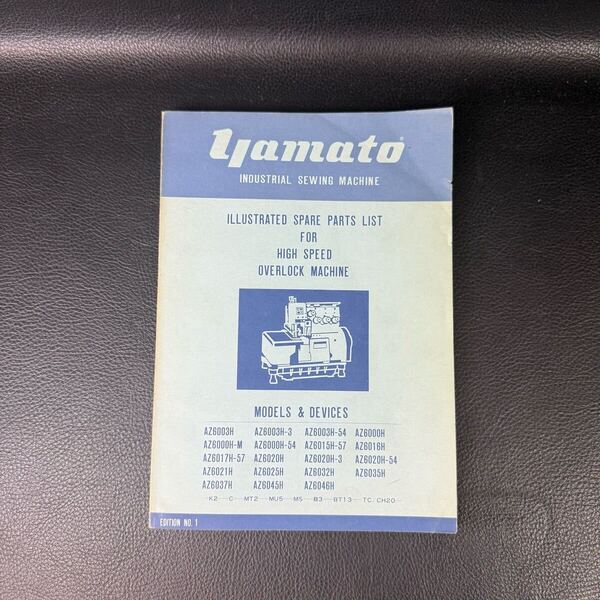 Yamato®
INDUSTRIAL SEWING MACHINE
ILLUSTRATED SPARE PARTS LIST
FOR
HIGH SPEED
OVERLOCK MACHINE
MODELS & DEVICES
AZ6003H AZ6003H-3 AZ6003H-54 AZ6000H
AZ6000H-M AZ6000H-54 AZ6015H-57 AZ6016H
AZ6017H-57 AZ6020H AZ6020H-3 AZ6020H-54
AZ6021H AZ6025H AZ6032H AZ6035H
AZ6037H AZ6045H AZ6046H
—K2—C—MT2—MU5—M5—B3—BT13—TC/CH20—
EDITION NO. 1